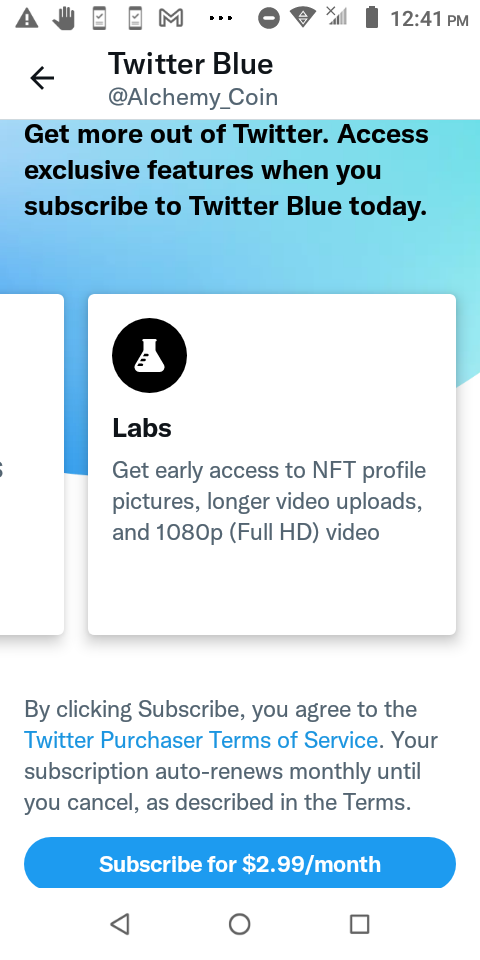 12:41 PM
Twitter Blue
@Alchemy_Coin
Get more out of Twitter. Access
exclusive features when you
subscribe to Twitter Blue today.
Labs
Get early access to NFT profile
pictures, longer video uploads,
and 1080p (Full HD) video
By clicking Subscribe, you agree to the
Twitter Purchaser Terms of Service. Your
subscription auto-renews monthly until
you cancel, as described in the Terms.
Subscribe for $2.99/month